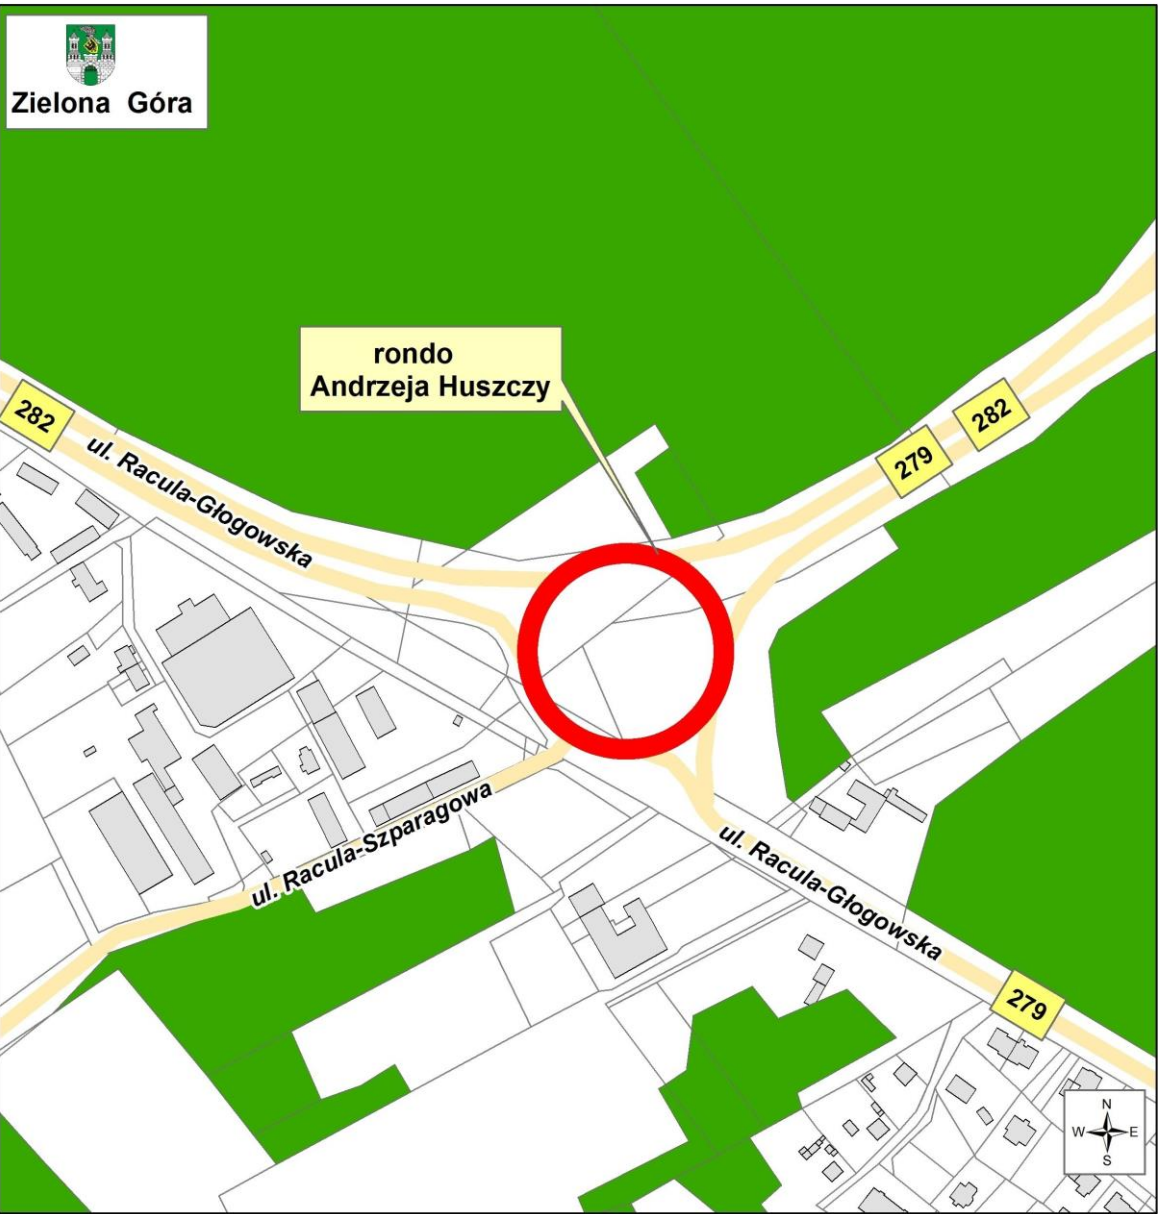 Zielona Góra
rondo
Andrzeja Huszczy
282
279
282
ul. Racula-Głogowska
ul. Racula-Szparagowa
ul. Racula-Głogowska
279
N
W E
S